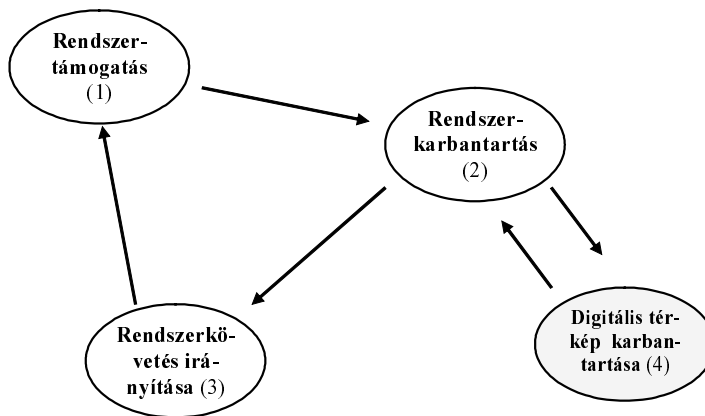 Rendszer-
támogatás
(1)
Rendszer-
karbantartás
(2)
Rendszerkö-
vetés irá-
nyítása (3)
Digitális tér-
kép karban-
tartása (4)